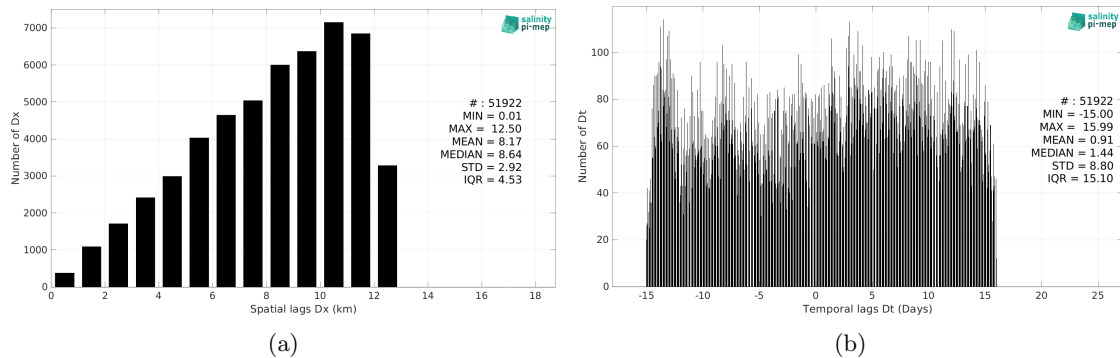 7000
6000
5000
4000
3000
2000
1000
0
Number of Dx
0 2 4 6 8 10 12 14 16 18
Spatial lags Dx (km)
salinity
pi-mep
# : 51922
MIN = 0.01
MAX = 12.50
MEAN = 8.17
MEDIAN = 8.64
STD = 2.92
IQR = 4.53
(a)
100
80
60
40
20
0
Number of Dt
-15 -10 -5 0 5 10 15 20 25
Temporal lags Dt (Days)
salinity
pi-mep
# : 51922
MIN = -15.00
MAX = 15.99
MEAN = 0.91
MEDIAN = 1.44
STD = 8.80
IQR = 15.10
(b)